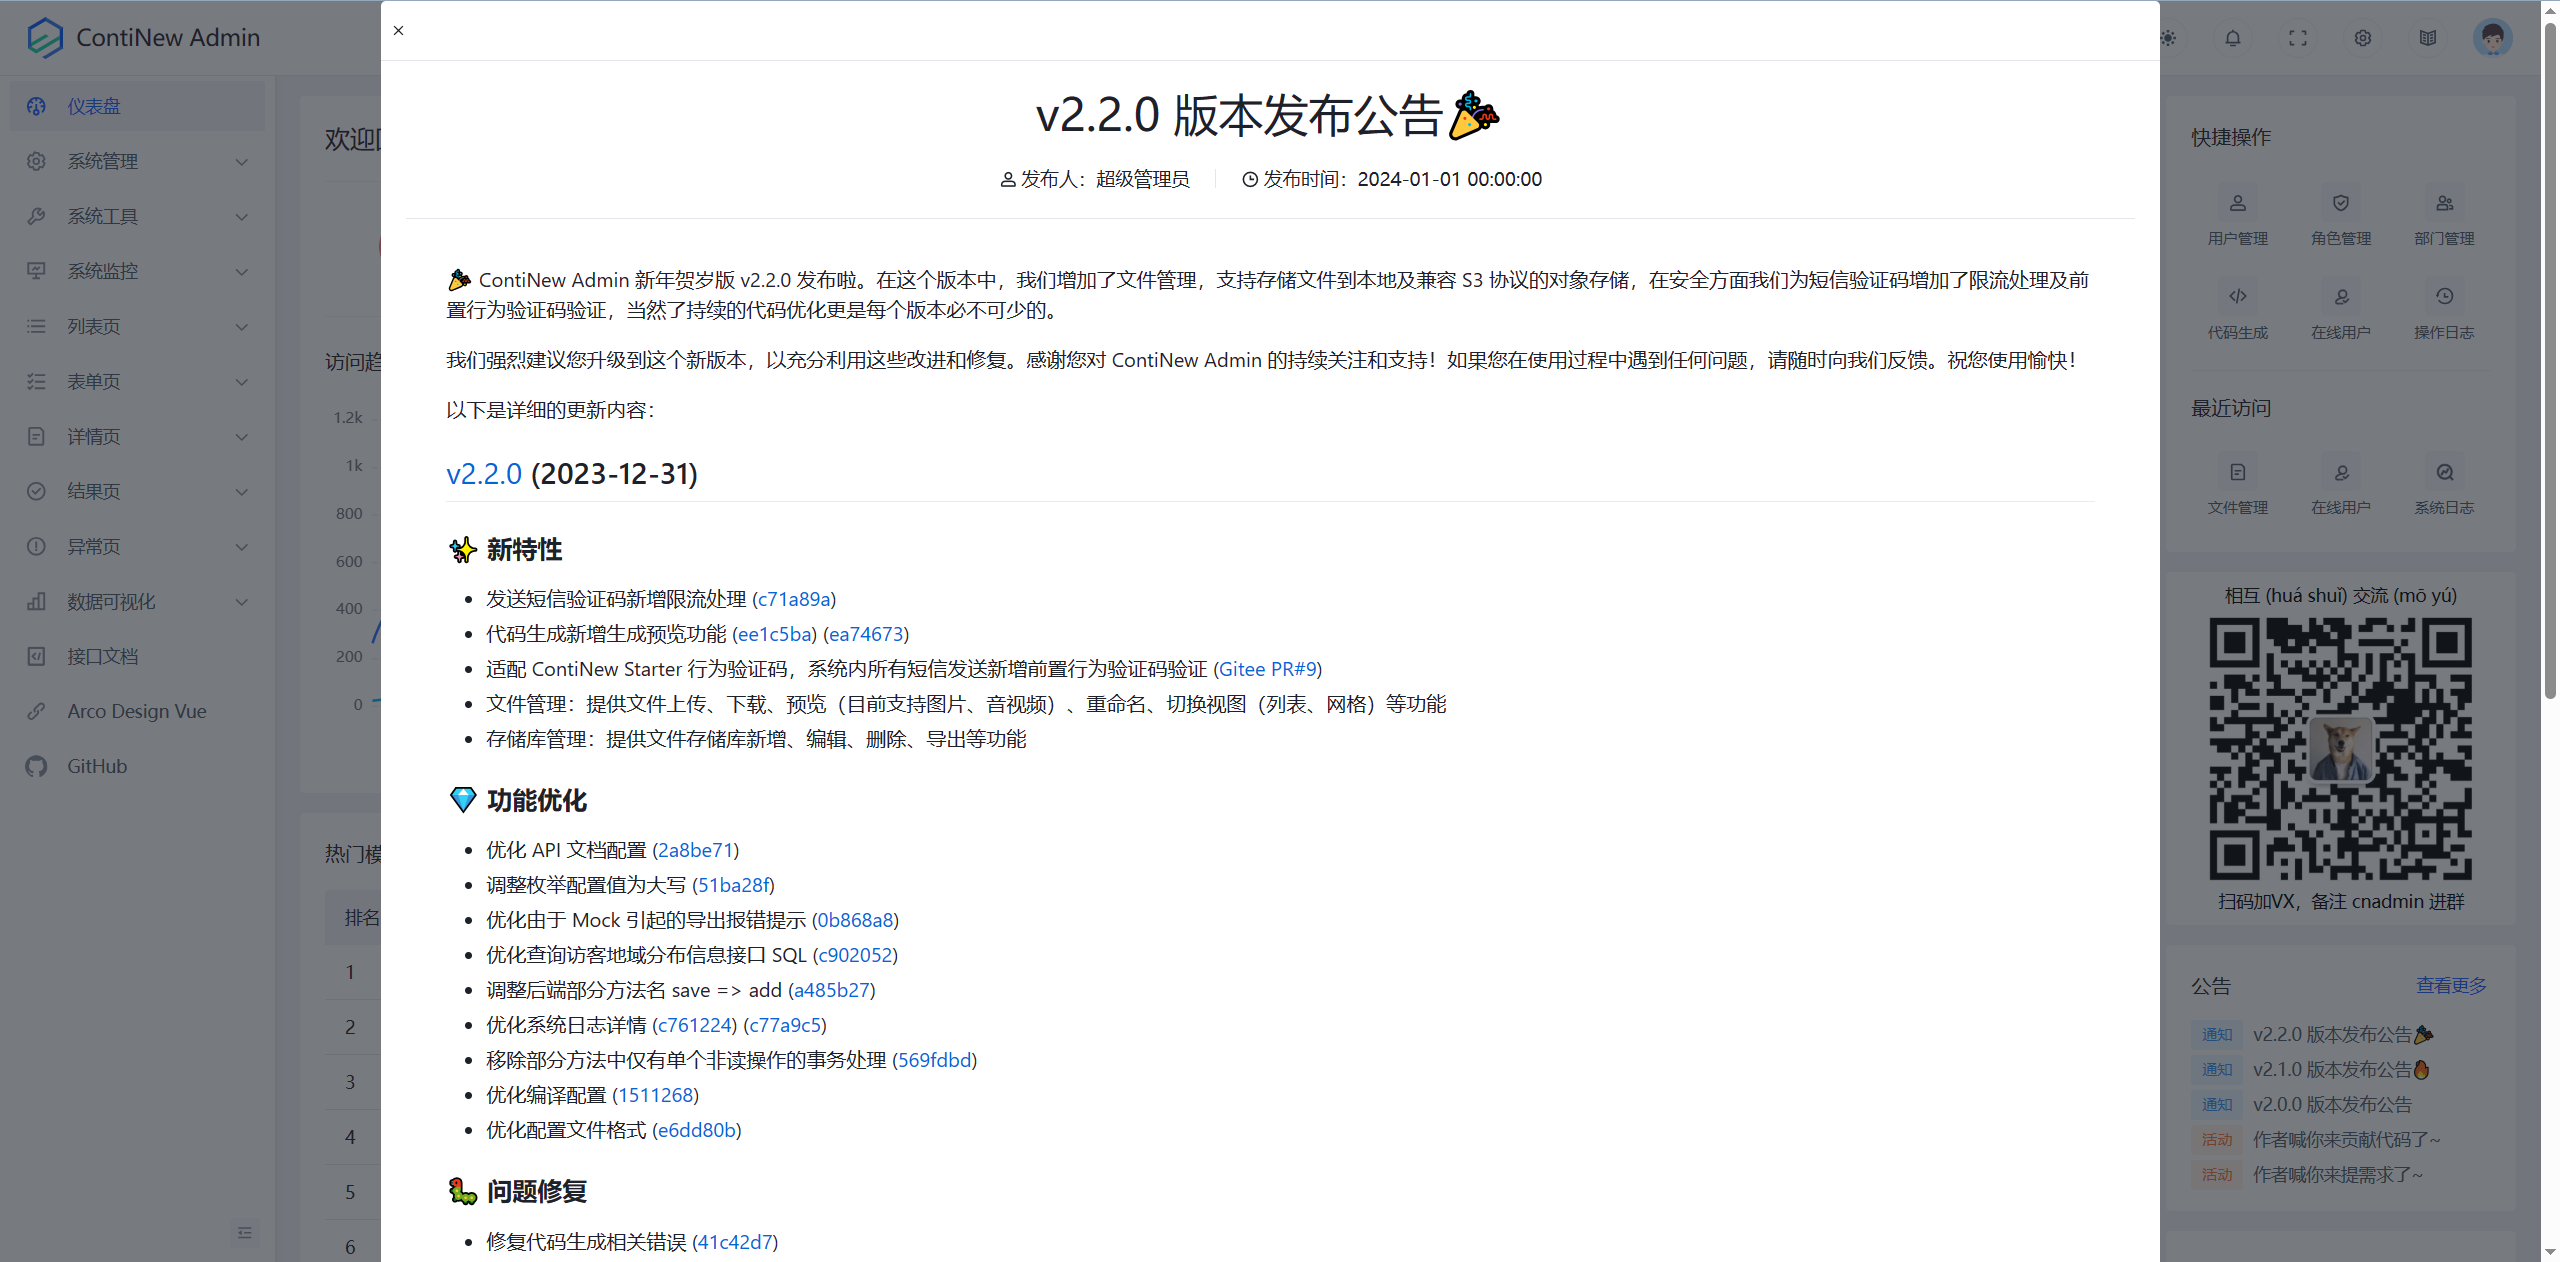 ContiNew Admin
仪表盘
系统管理
系统工具
系统监控
列表页
表单页
详情页
结果页
异常页
数据可视化
接口文档
Arco Design Vue
GitHub
欢迎
访问趋
1.2k
1k
800
600
400
200
0
热门模
排名
1
2
3
4
5
6
×
v2.2.0 版本发布公告🎉
发布人：超级管理员
发布时间：2024-01-01 00:00:00
🎉 ContiNew Admin 新年贺岁版 v2.2.0 发布啦。在这个版本中，我们增加了文件管理，支持存储文件到本地及兼容 S3 协议的对象存储，在安全方面我们为短信验证码增加了限流处理及前
置行为验证码验证，当然了持续的代码优化更是每个版本必不可少的。
我们强烈建议您升级到这个新版本，以充分利用这些改进和修复。感谢您对 ContiNew Admin 的持续关注和支持！如果您在使用过程中遇到任何问题，请随时向我们反馈。祝您使用愉快！
以下是详细的更新内容：
v2.2.0 (2023-12-31)
✨ 新特性
• 发送短信验证码新增限流处理 (c71a89a)
• 代码生成新增生成预览功能 (ee1c5ba) (ea74673)
• 适配 ContiNew Starter 行为验证码，系统内所有短信发送新增前置行为验证码验证 (Gitee PR#9)
• 文件管理：提供文件上传、下载、预览（目前支持图片、音视频）、重命名、切换视图（列表、网格）等功能
• 存储库管理：提供文件存储库新增、编辑、删除、导出等功能
💎 功能优化
• 优化 API 文档配置 (2a8be71)
• 调整枚举配置值为大写 (51ba28f)
• 优化由于 Mock 引起的导出报错提示 (0b868a8)
• 优化查询访客地域分布信息接口 SQL (c902052)
• 调整后端部分方法名 save => add (a485b27)
• 优化系统日志详情 (c761224) (c77a9c5)
• 移除部分方法中仅有单个非读操作的事务处理 (569fdbd)
• 优化编译配置 (1511268)
• 优化配置文件格式 (e6dd80b)
🐛 问题修复
• 修复代码生成相关错误 (41c42d7)
快捷操作
用户管理 角色管理 部门管理
代码生成 在线用户 操作日志
最近访问
文件管理 在线用户 系统日志
相互 (huá shuǐ) 交流 (mō yú)
扫码加VX，备注 cnadmin 进群
公告 查看更多
通知 v2.2.0 版本发布公告🎉
通知 v2.1.0 版本发布公告🔥
通知 v2.0.0 版本发布公告
活动 作者喊你来贡献代码了~
活动 作者喊你来提需求了~